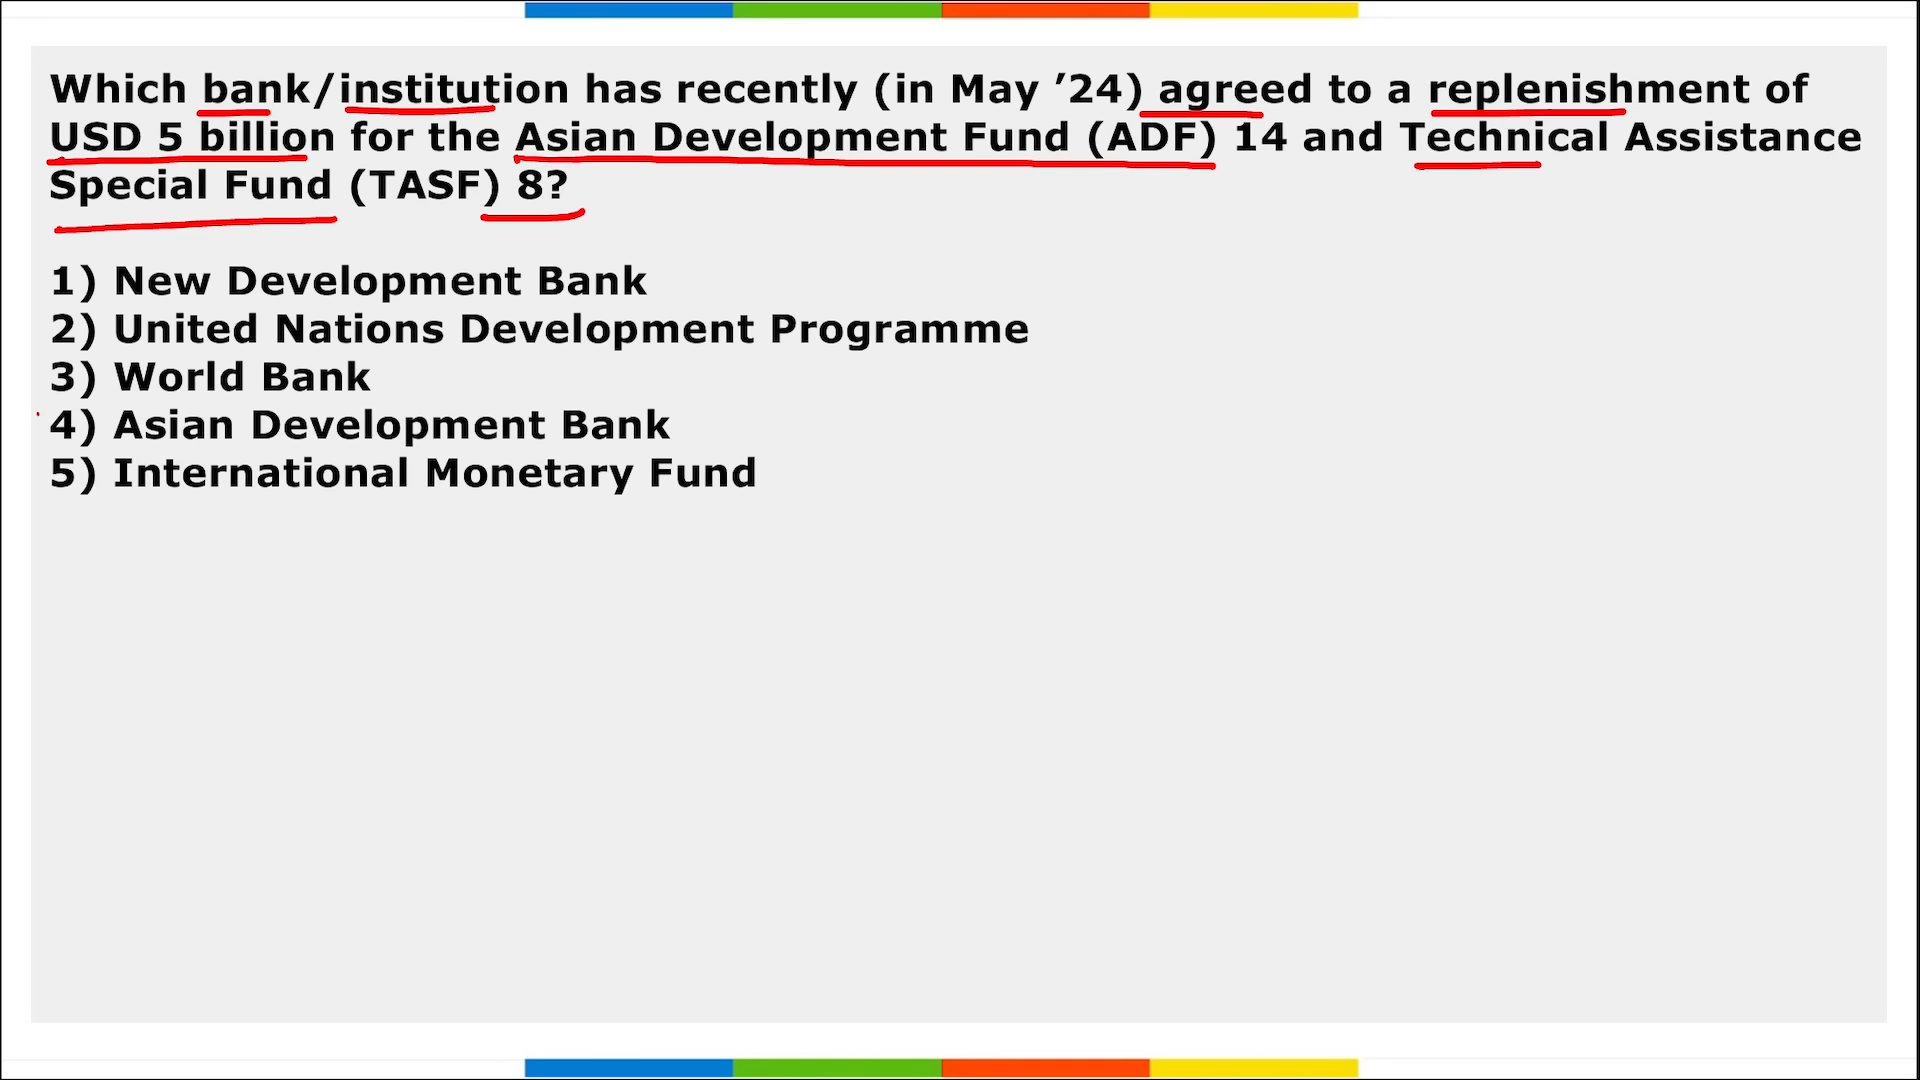 Which bank/institution has recently (in May ’24) agreed to a replenishment of
USD 5 billion for the Asian Development Fund (ADF) 14 and Technical Assistance
Special Fund (TASF) 8?
1) New Development Bank
2) United Nations Development Programme
3) World Bank
4) Asian Development Bank
5) International Monetary Fund